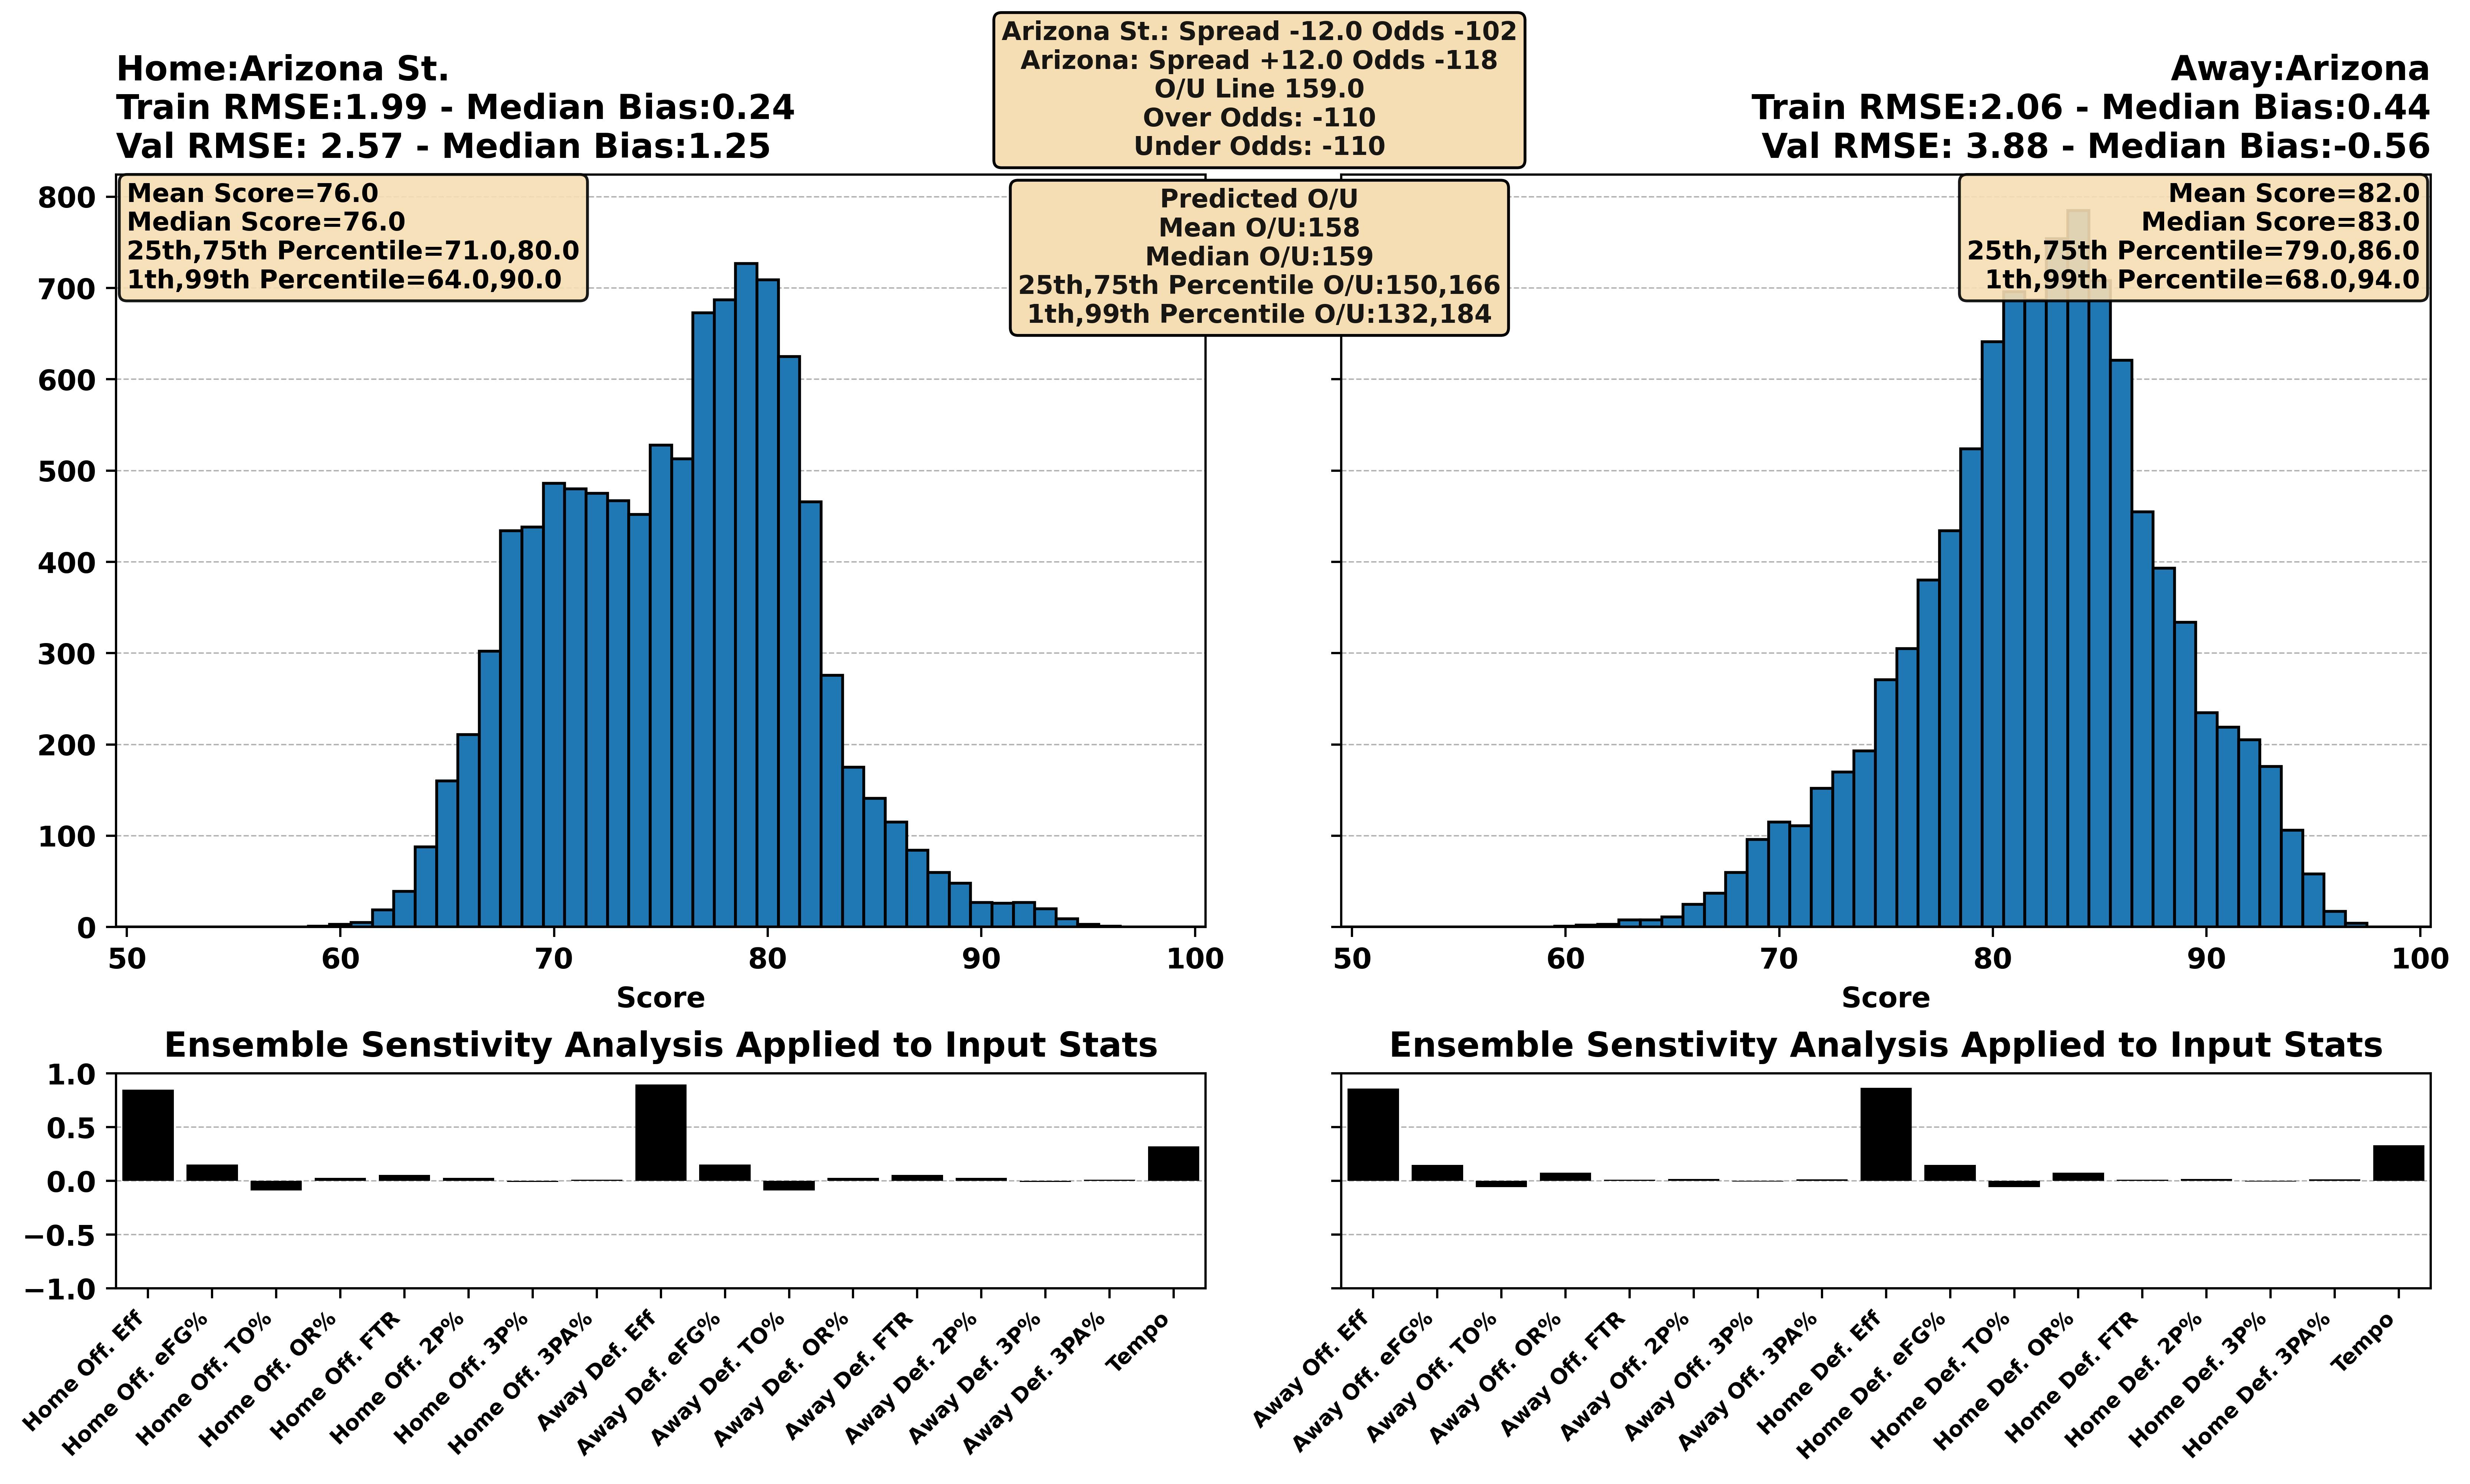 Arizona St.: Spread -12.0 Odds -102
Arizona: Spread +12.0 Odds -118
O/U Line 159.0
Over Odds: -110
Under Odds: -110
Home:Arizona St.
Train RMSE:1.99 - Median Bias:0.24
Val RMSE: 2.57 - Median Bias:1.25
Away:Arizona
Train RMSE:2.06 - Median Bias:0.44
Val RMSE: 3.88 - Median Bias:-0.56
Mean Score=76.0
Median Score=76.0
25th,75th Percentile=71.0,80.0
1th,99th Percentile=64.0,90.0
Predicted O/U
Mean O/U:158
Median O/U:159
25th,75th Percentile O/U:150,166
1th,99th Percentile O/U:132,184
Mean Score=82.0
Median Score=83.0
25th,75th Percentile=79.0,86.0
1th,99th Percentile=68.0,94.0
800
700
600
500
400
300
200
100
0
50 60 70 80 90 100
Score
50 60 70 80 90 100
Score
Ensemble Senstivity Analysis Applied to Input Stats
1.0
0.5
0.0
−0.5
−1.0
Home Off. Eff
Home Off. eFG%
Home Off. TO%
Home Off. OR%
Home Off. FTR
Home Off. 2P%
Home Off. 3P%
Home Off. 3PA%
Away Def. Eff
Away Def. eFG%
Away Def. TO%
Away Def. OR%
Away Def. FTR
Away Def. 2P%
Away Def. 3P%
Away Def. 3PA%
Tempo
Ensemble Senstivity Analysis Applied to Input Stats
Away Off. Eff
Away Off. eFG%
Away Off. TO%
Away Off. OR%
Away Off. FTR
Away Off. 2P%
Away Off. 3P%
Away Off. 3PA%
Home Def. Eff
Home Def. eFG%
Home Def. TO%
Home Def. OR%
Home Def. FTR
Home Def. 2P%
Home Def. 3P%
Home Def. 3PA%
Tempo